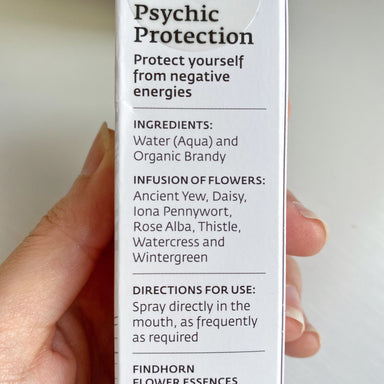 Psychic
Protection
Protect yourself
from negative
energies
INGREDIENTS:
Water (Aqua) and
Organic Brandy
INFUSION OF FLOWERS:
Ancient Yew, Daisy,
Iona Pennywort,
Rose Alba, Thistle,
Watercress and
Wintergreen
DIRECTIONS FOR USE:
Spray directly in the
mouth, as frequently
as required
FINDHORN
FLOWER ESSENCES